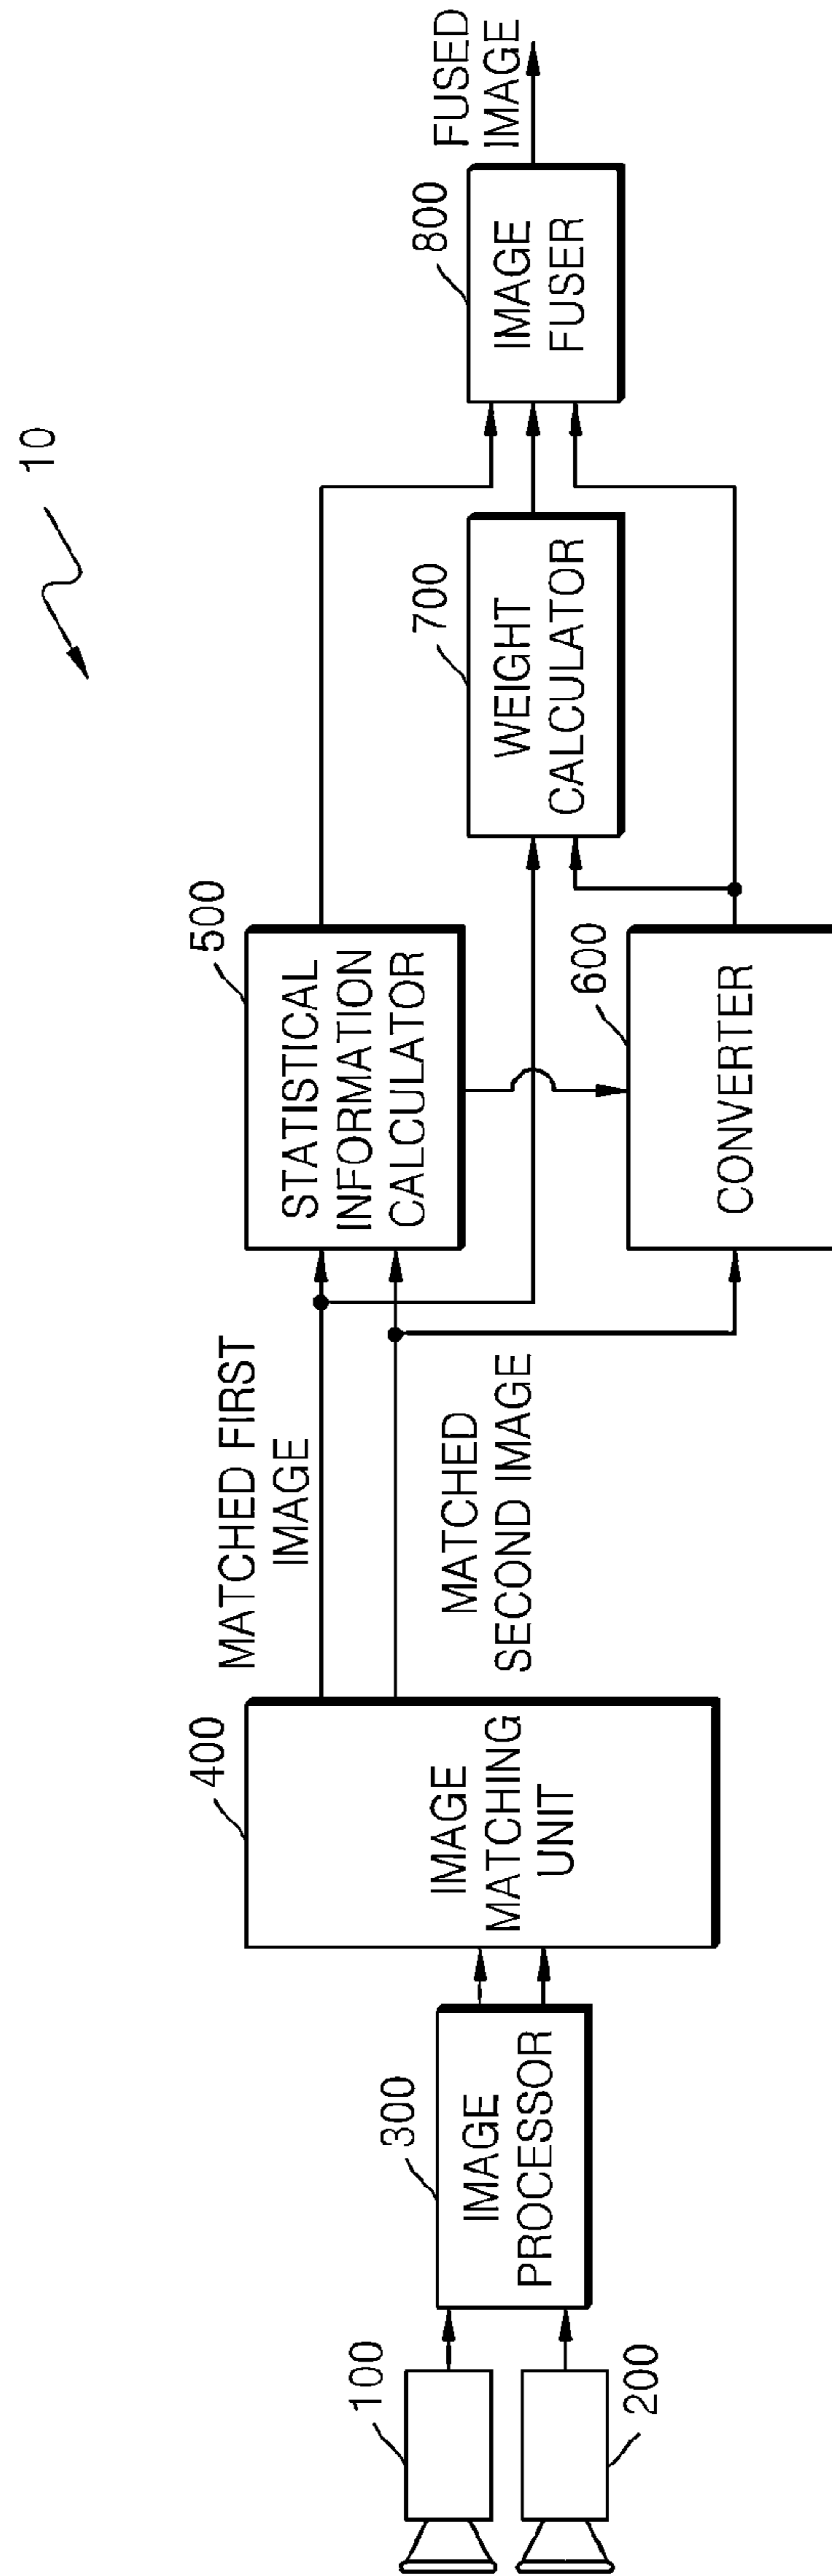 10
100
200
300
IMAGE
PROCESSOR
400
IMAGE
MATCHING
UNIT
MATCHED FIRST
IMAGE
MATCHED
SECOND IMAGE
500
STATISTICAL
INFORMATION
CALCULATOR
600
CONVERTER
700
WEIGHT
CALCULATOR
800
IMAGE
FUSER
FUSED
IMAGE